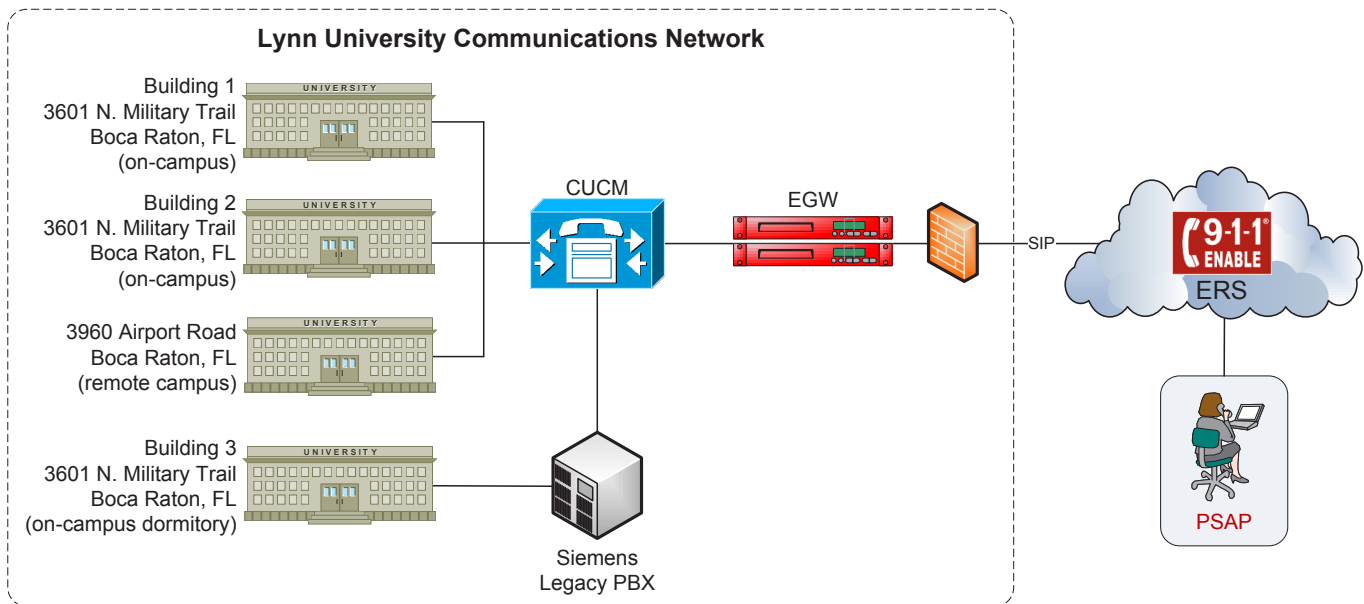 Lynn University Communications Network
Building 1
3601 N. Military Trail
Boca Raton, FL
(on-campus)
UNIVERSITY
Building 2
3601 N. Military Trail
Boca Raton, FL
(on-campus)
UNIVERSITY
3960 Airport Road
Boca Raton, FL
(remote campus)
UNIVERSITY
Building 3
3601 N. Military Trail
Boca Raton, FL
(on-campus dormitory)
UNIVERSITY
CUCM
EGW
SIP
9-1-1®
ENABLE
ERS
PSAP
Siemens
Legacy PBX